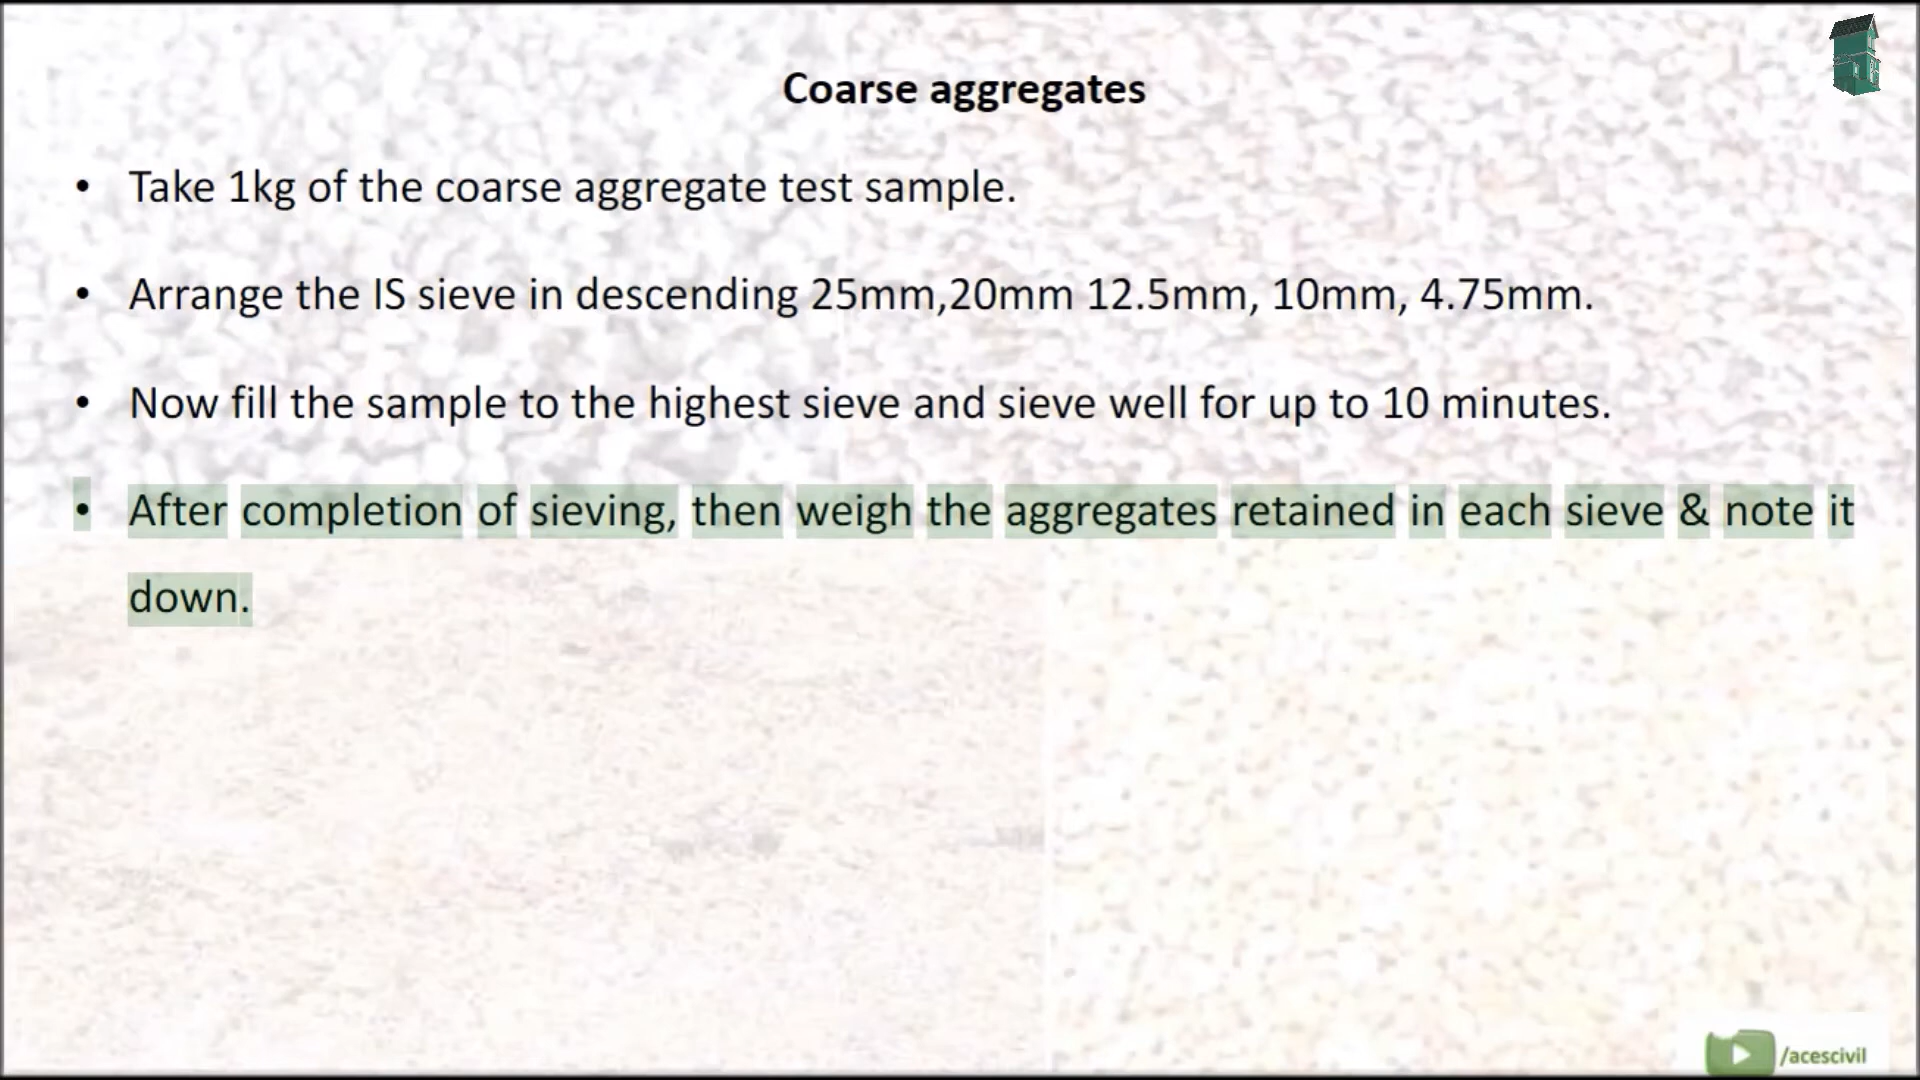 Coarse aggregates
• Take 1kg of the coarse aggregate test sample.
• Arrange the IS sieve in descending 25mm,20mm 12.5mm, 10mm, 4.75mm.
• Now fill the sample to the highest sieve and sieve well for up to 10 minutes.
• After completion of sieving, then weigh the aggregates retained in each sieve & note it
down.
/acescivil